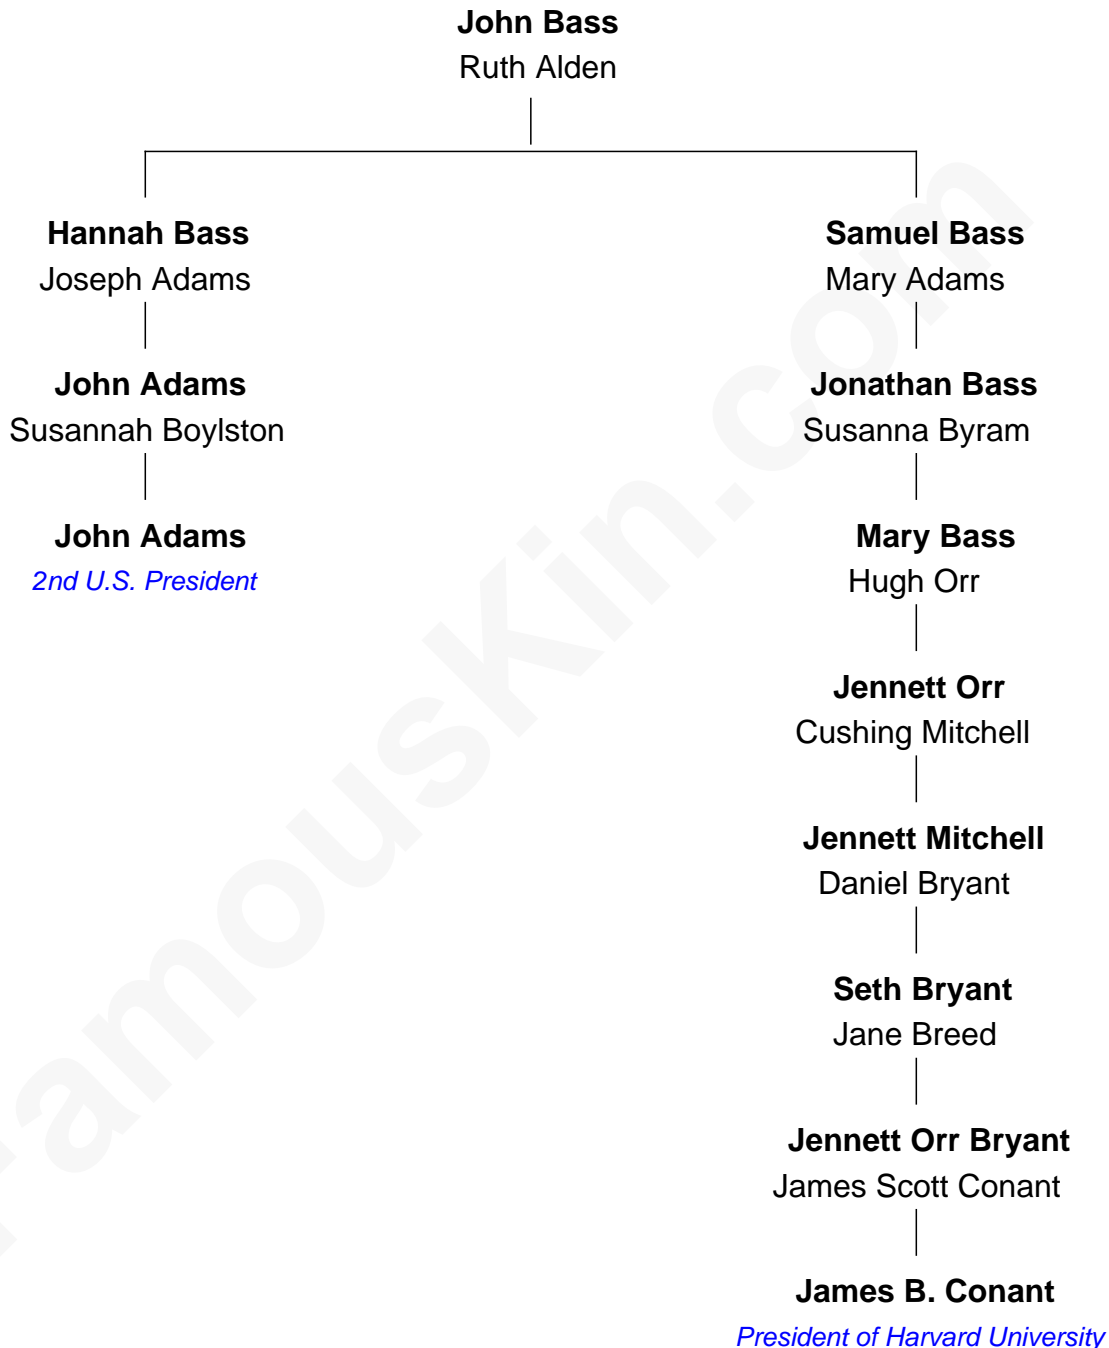 John Bass
Ruth Alden
Hannah Bass
Joseph Adams
John Adams
Susannah Boylston
John Adams
2nd U.S. President
Samuel Bass
Mary Adams
Jonathan Bass
Susanna Byram
Mary Bass
Hugh Orr
Jennett Orr
Cushing Mitchell
Jennett Mitchell
Daniel Bryant
Seth Bryant
Jane Breed
Jennett Orr Bryant
James Scott Conant
James B. Conant
President of Harvard University
FamousKin.com